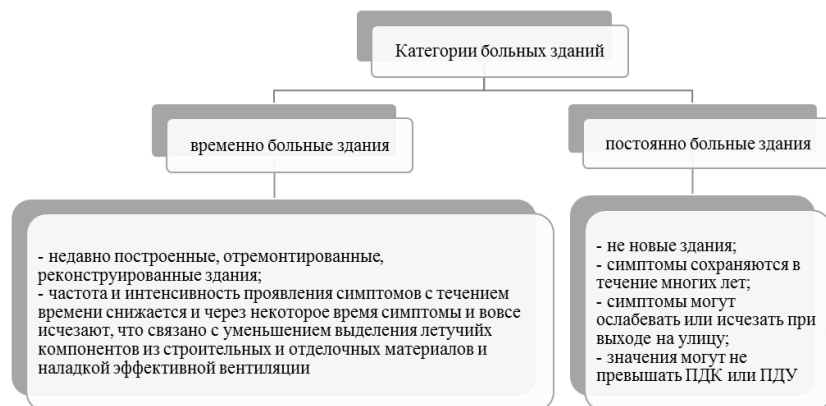 Категории больных зданий
временно больные здания
постоянно больные здания
- недавно построенные, отремонтированные,
реконструированные здания;
- частота и интенсивность проявления симптомов с течением
времени снижается и через некоторое время симптомы и вовсе
исчезают, что связано с уменьшением выделения летучийх
компонентов из строительных и отделочных материалов и
наладкой эффективной вентиляции
- не новые здания;
- симптомы сохраняются в
течение многих лет;
- симптомы могут
ослабевать или исчезать при
выходе на улицу;
- значения могут не
превышать ПДК или ПДУ